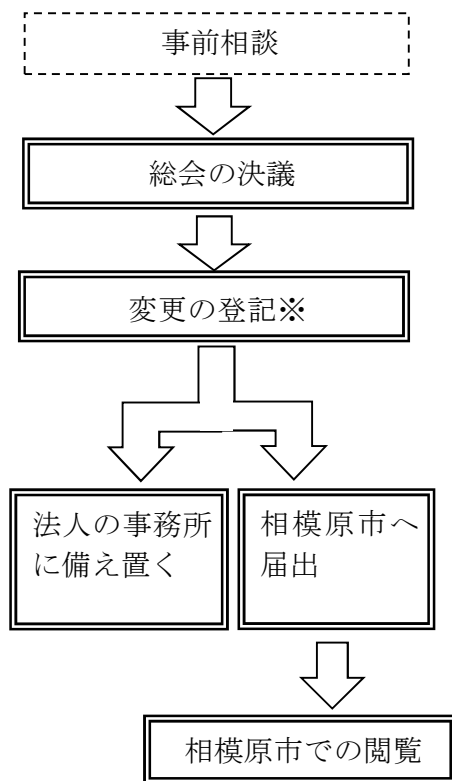 事前相談
総会の決議
変更の登記※
法人の事務所
に備え置く
相模原市へ
届出
相模原市での閲覧